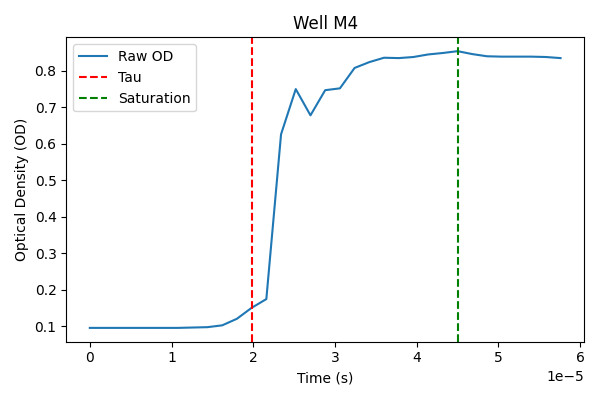 Well M4
Raw OD
Tau
Saturation
Optical Density (OD)
0.8
0.7
0.6
0.5
0.4
0.3
0.2
0.1
0 1 2 3 4 5 6
1e−5
Time (s)